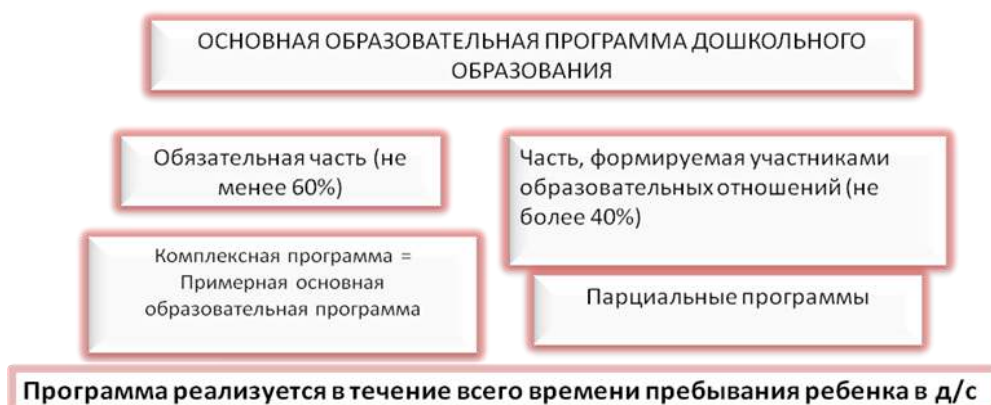 ОСНОВНАЯ ОБРАЗОВАТЕЛЬНАЯ ПРОГРАММА ДОШКОЛЬНОГО
ОБРАЗОВАНИЯ
Обязательная часть (не
менее 60%)
Часть, формируемая участниками
образовательных отношений (не
более 40%)
Комплексная программа =
Примерная основная
образовательная программа
Парциальные программы
Программа реализуется в течение всего времени пребывания ребенка в д/с